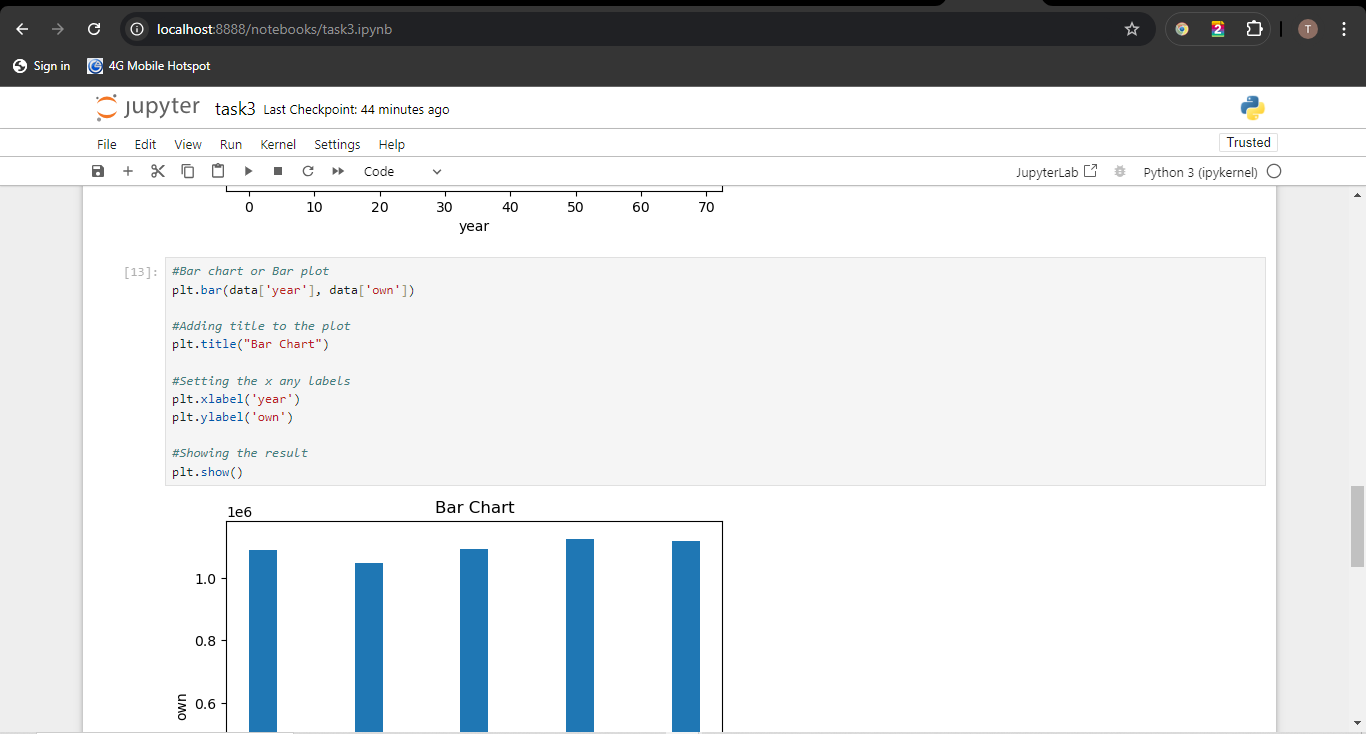 localhost:8888/notebooks/task3.ipynb
2
T
Sign in
4G Mobile Hotspot
jupyter task3 Last Checkpoint: 44 minutes ago
File Edit View Run Kernel Settings Help
Trusted
Code
JupyterLab
Python 3 (ipykernel)
0 10 20 30 40 50 60 70
year
[13]:
#Bar chart or Bar plot
plt.bar(data['year'], data['own'])
#Adding title to the plot
plt.title("Bar Chart")
#Setting the x any labels
plt.xlabel('year')
plt.ylabel('own')
#Showing the result
plt.show()
Bar Chart
1e6
1.0
0.8
0.6
own